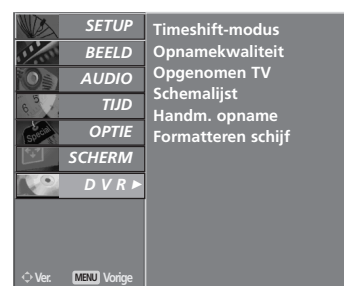 SETUP
BEELD
AUDIO
TIJD
OPTIE
SCHERM
D V R ▶
Timeshift-modus
Opnamekwaliteit
Opgenomen TV
Schemalijst
Handm. opname
Formatteren schijf
Ver. MENU Vorige